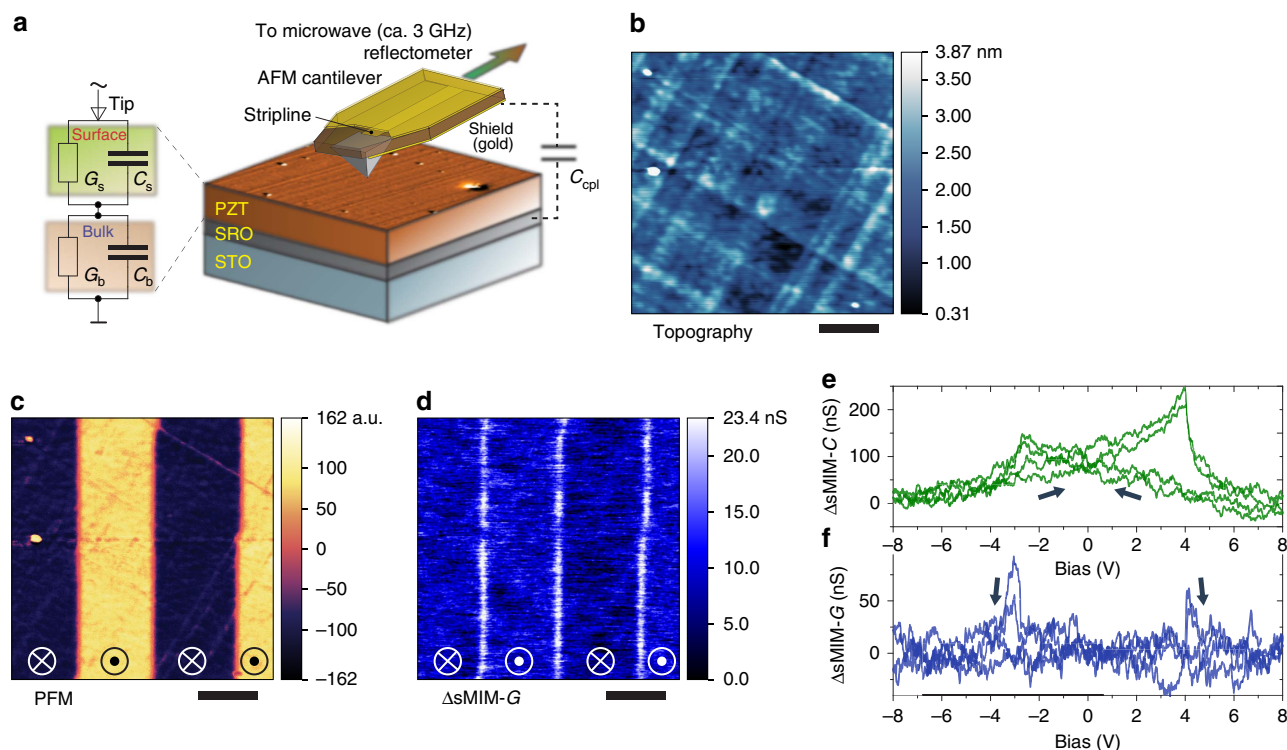 a
To microwave (ca. 3 GHz)
reflectometer
AFM cantilever
Stripline
Shield
(gold)
C_cpl
~
Tip
Surface
G_s
C_s
Bulk
G_b
C_b
PZT
SRO
STO
b
3.87 nm
3.50
3.00
2.50
2.00
1.50
1.00
0.31
Topography
c
162 a.u.
100
50
0
−50
−100
−162
PFM
d
23.4 nS
20.0
15.0
10.0
5.0
0.0
ΔsMIM-G
e
ΔsMIM-C (nS)
200
100
0
−8 −6 −4 −2 0 2 4 6 8
Bias (V)
f
ΔsMIM-G (nS)
50
0
−8 −6 −4 −2 0 2 4 6 8
Bias (V)